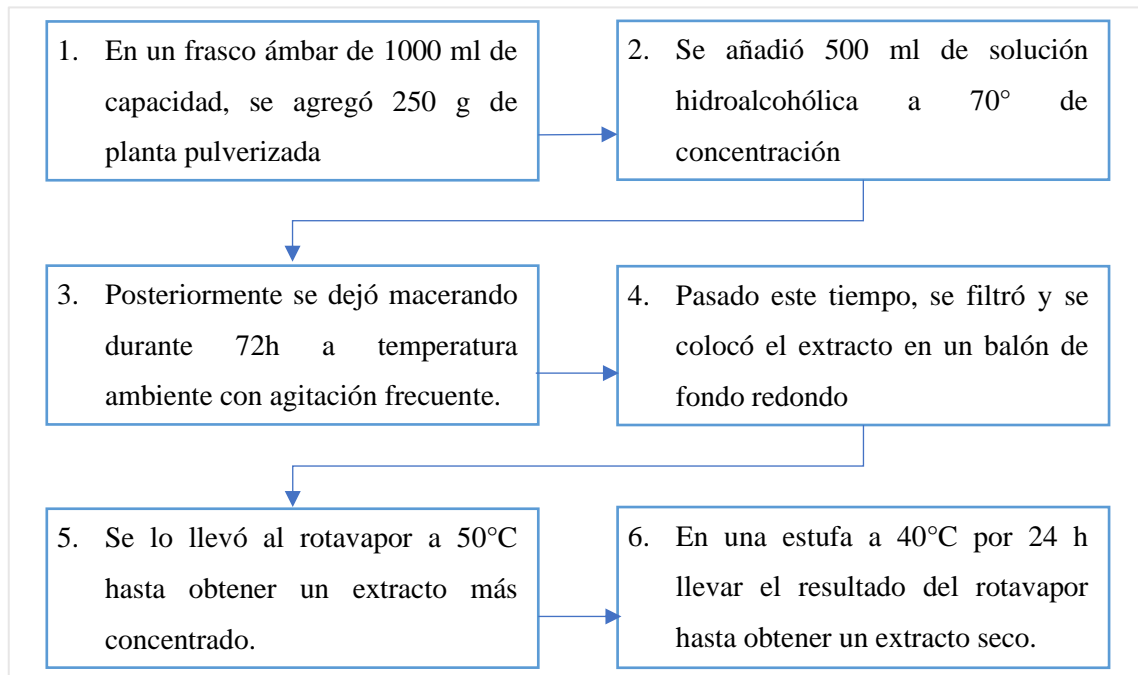 1. En un frasco ámbar de 1000 ml de
capacidad, se agregó 250 g de
planta pulverizada
2. Se añadió 500 ml de solución
hidroalcohólica a 70° de
concentración
3. Posteriormente se dejó macerando
durante 72h a temperatura
ambiente con agitación frecuente.
4. Pasado este tiempo, se filtró y se
colocó el extracto en un balón de
fondo redondo
5. Se lo llevó al rotavapor a 50°C
hasta obtener un extracto más
concentrado.
6. En una estufa a 40°C por 24 h
llevar el resultado del rotavapor
hasta obtener un extracto seco.